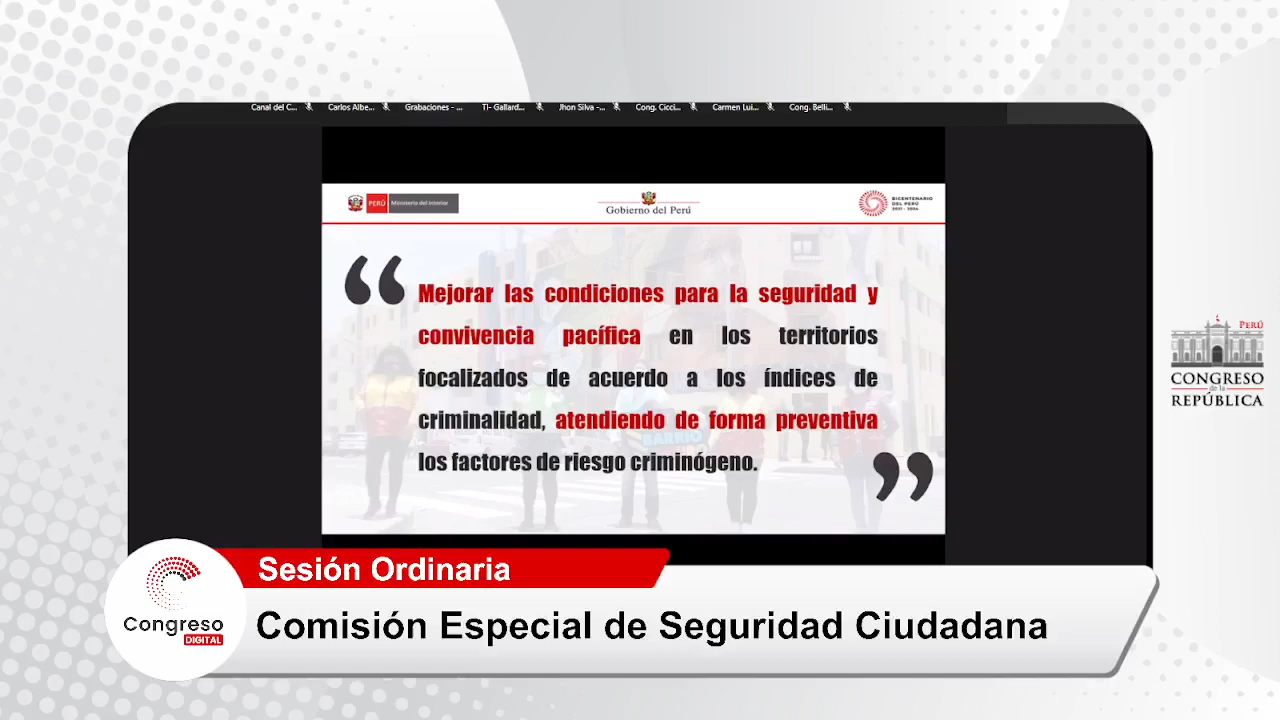 Canal del C...
Carlos Albe...
Grabaciones - ...
TI- Gallard...
Jhon Silva -...
Cong. Cicci...
Carmen Lui...
Cong. Belli...
PERÚ
Ministerio del Interior
Gobierno del Perú
BICENTENARIO
DEL PERÚ
2021 - 2024
“
Mejorar las condiciones para la seguridad y
convivencia pacífica en los territorios
focalizados de acuerdo a los índices de
criminalidad, atendiendo de forma preventiva
los factores de riesgo criminógeno.
”
BARRIO
PERÚ
CONGRESO
de la
REPÚBLICA
Sesión Ordinaria
Congreso
DIGITAL
Comisión Especial de Seguridad Ciudadana